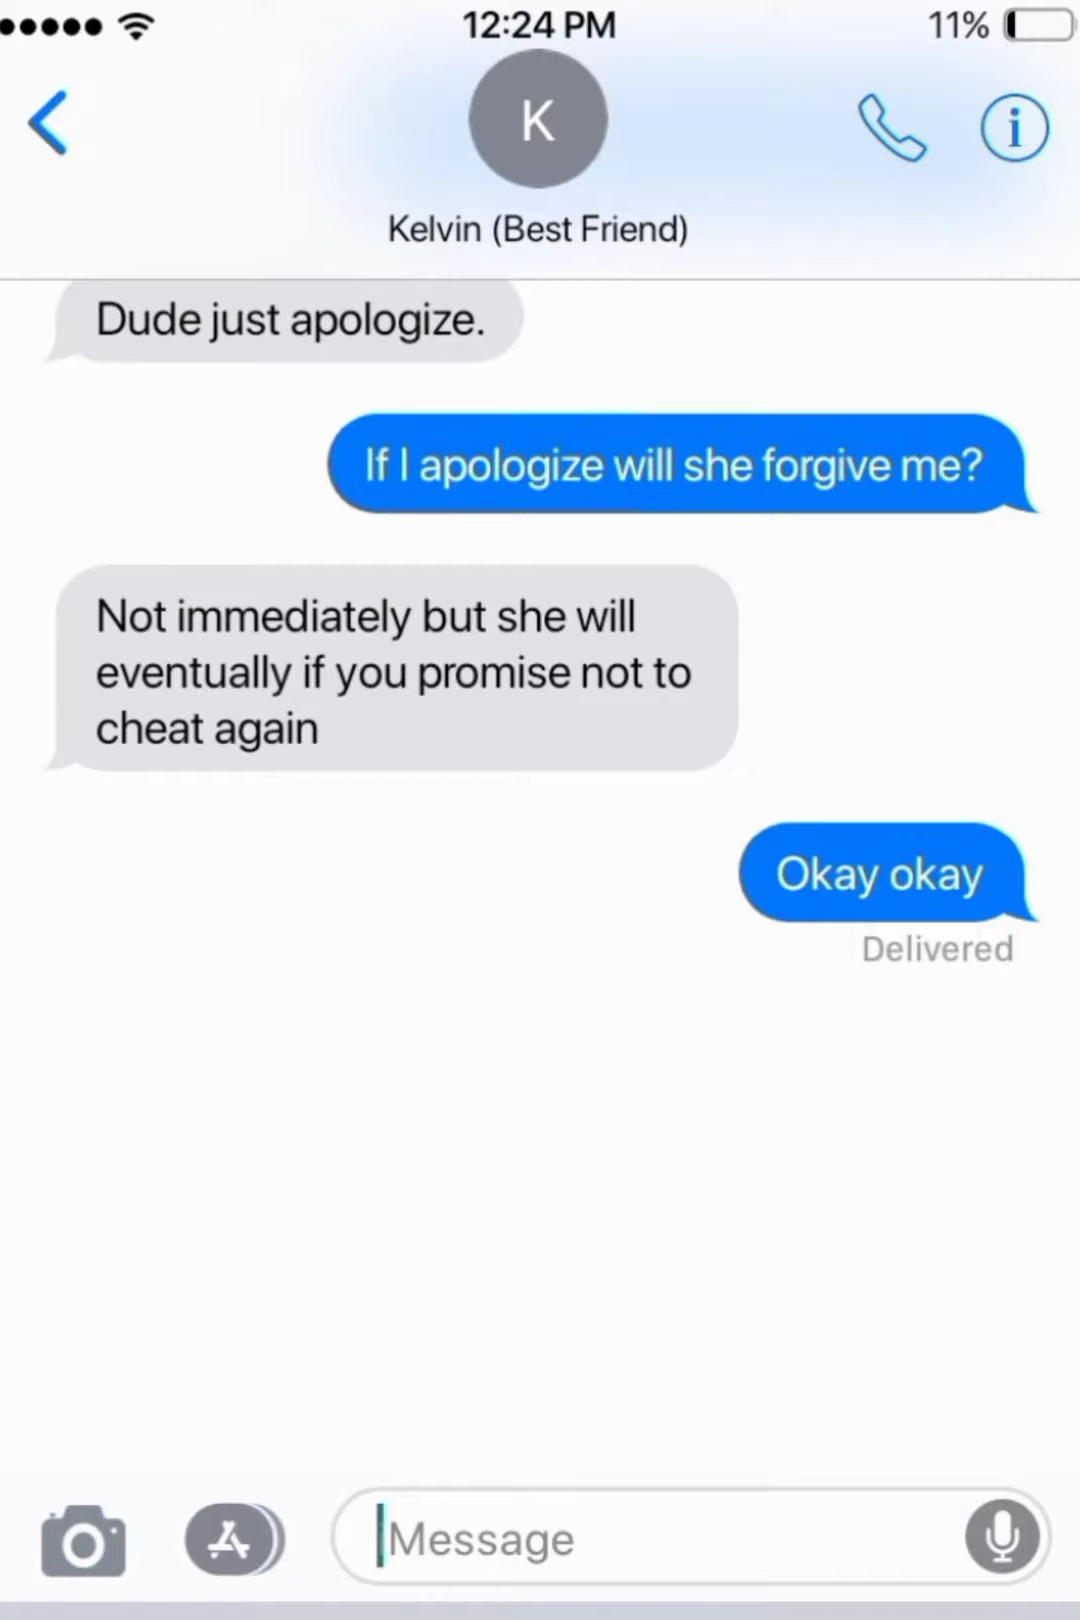 12:24 PM
11%
K
Kelvin (Best Friend)
Dude just apologize.
If I apologize will she forgive me?
Not immediately but she will
eventually if you promise not to
cheat again
Okay okay
Delivered
Message